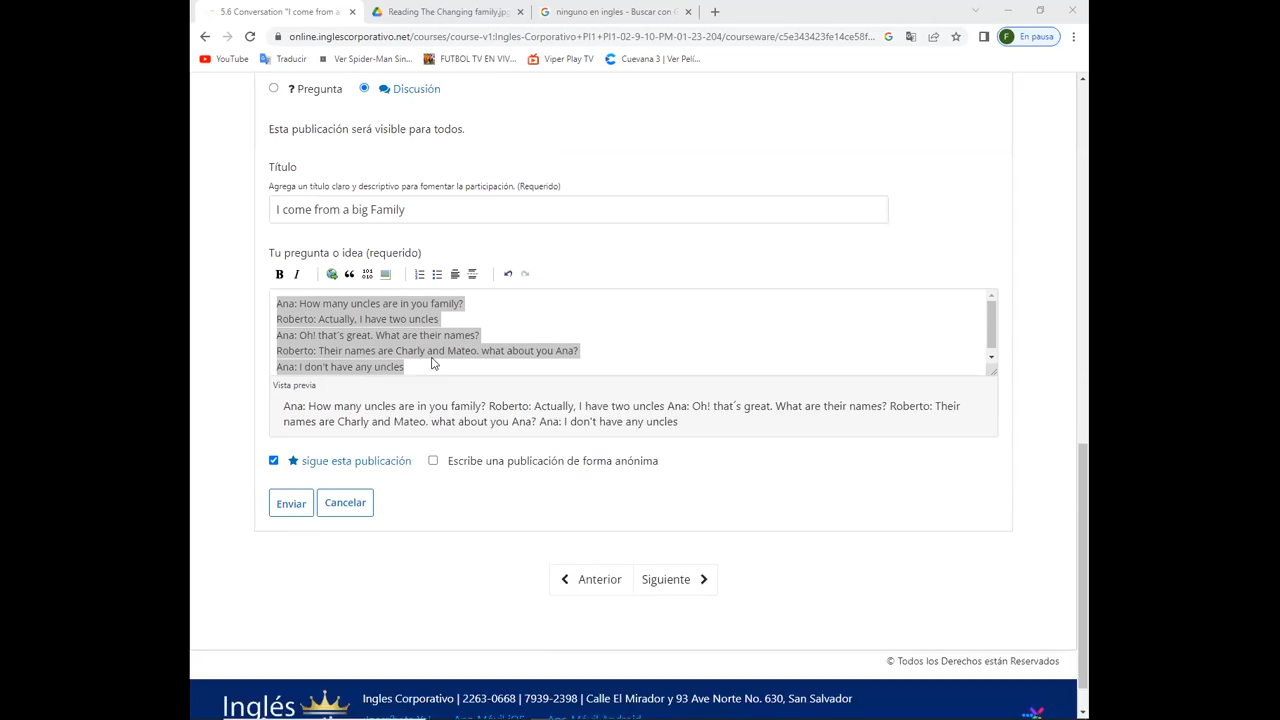 5.6 Conversation "I come from a
Reading The Changing family.jpg
ninguno en ingles - Buscar con G
online.inglescorporativo.net/courses/course-v1:Ingles-Corporativo+PI1+PI1-02-9-10-PM-01-23-204/courseware/c5e343423fe14ce58f...
F En pausa
YouTube
Traducir
Ver Spider-Man Sin...
FUTBOL TV EN VIV...
Viper Play TV
Cuevana 3 | Ver Pelí...
? Pregunta
Discusión
Esta publicación será visible para todos.
Título
Agrega un título claro y descriptivo para fomentar la participación. (Requerido)
I come from a big Family
Tu pregunta o idea (requerido)
B I
Ana: How many uncles are in you family?
Roberto: Actually, I have two uncles
Ana: Oh! that´s great. What are their names?
Roberto: Their names are Charly and Mateo. what about you Ana?
Ana: I don't have any uncles
Vista previa
Ana: How many uncles are in you family? Roberto: Actually, I have two uncles Ana: Oh! that´s great. What are their names? Roberto: Their
names are Charly and Mateo. what about you Ana? Ana: I don't have any uncles
sigue esta publicación
Escribe una publicación de forma anónima
Enviar
Cancelar
Anterior
Siguiente
© Todos los Derechos están Reservados
Inglés
Ingles Corporativo | 2263-0668 | 7939-2398 | Calle El Mirador y 93 Ave Norte No. 630, San Salvador